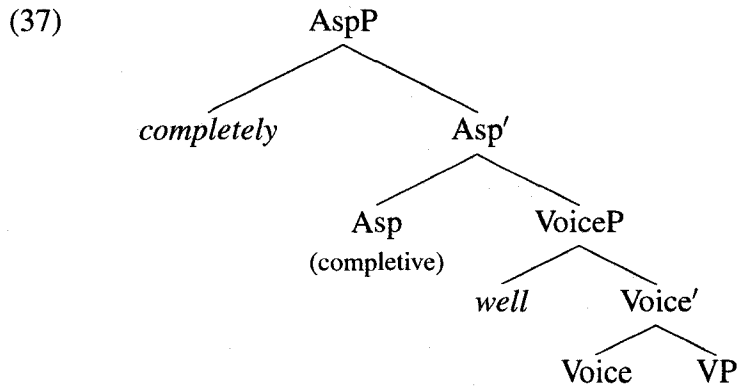 (37) AspP
completely Asp′
Asp VoiceP
(completive)
well Voice′
Voice VP